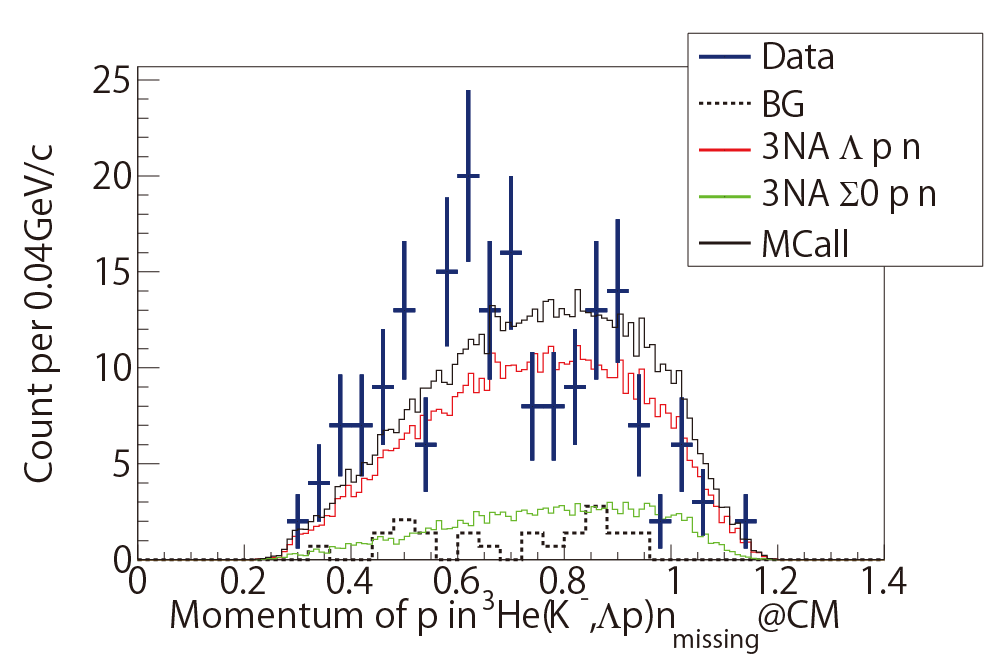 Data
BG
3NA Λ p n
3NA Σ0 p n
MCall
Count per 0.04GeV/c
25
20
15
10
5
0
0 0.2 0.4 0.6 0.8 1 1.2 1.4
Momentum of p in ³He(K⁻,Λp)n missing@CM